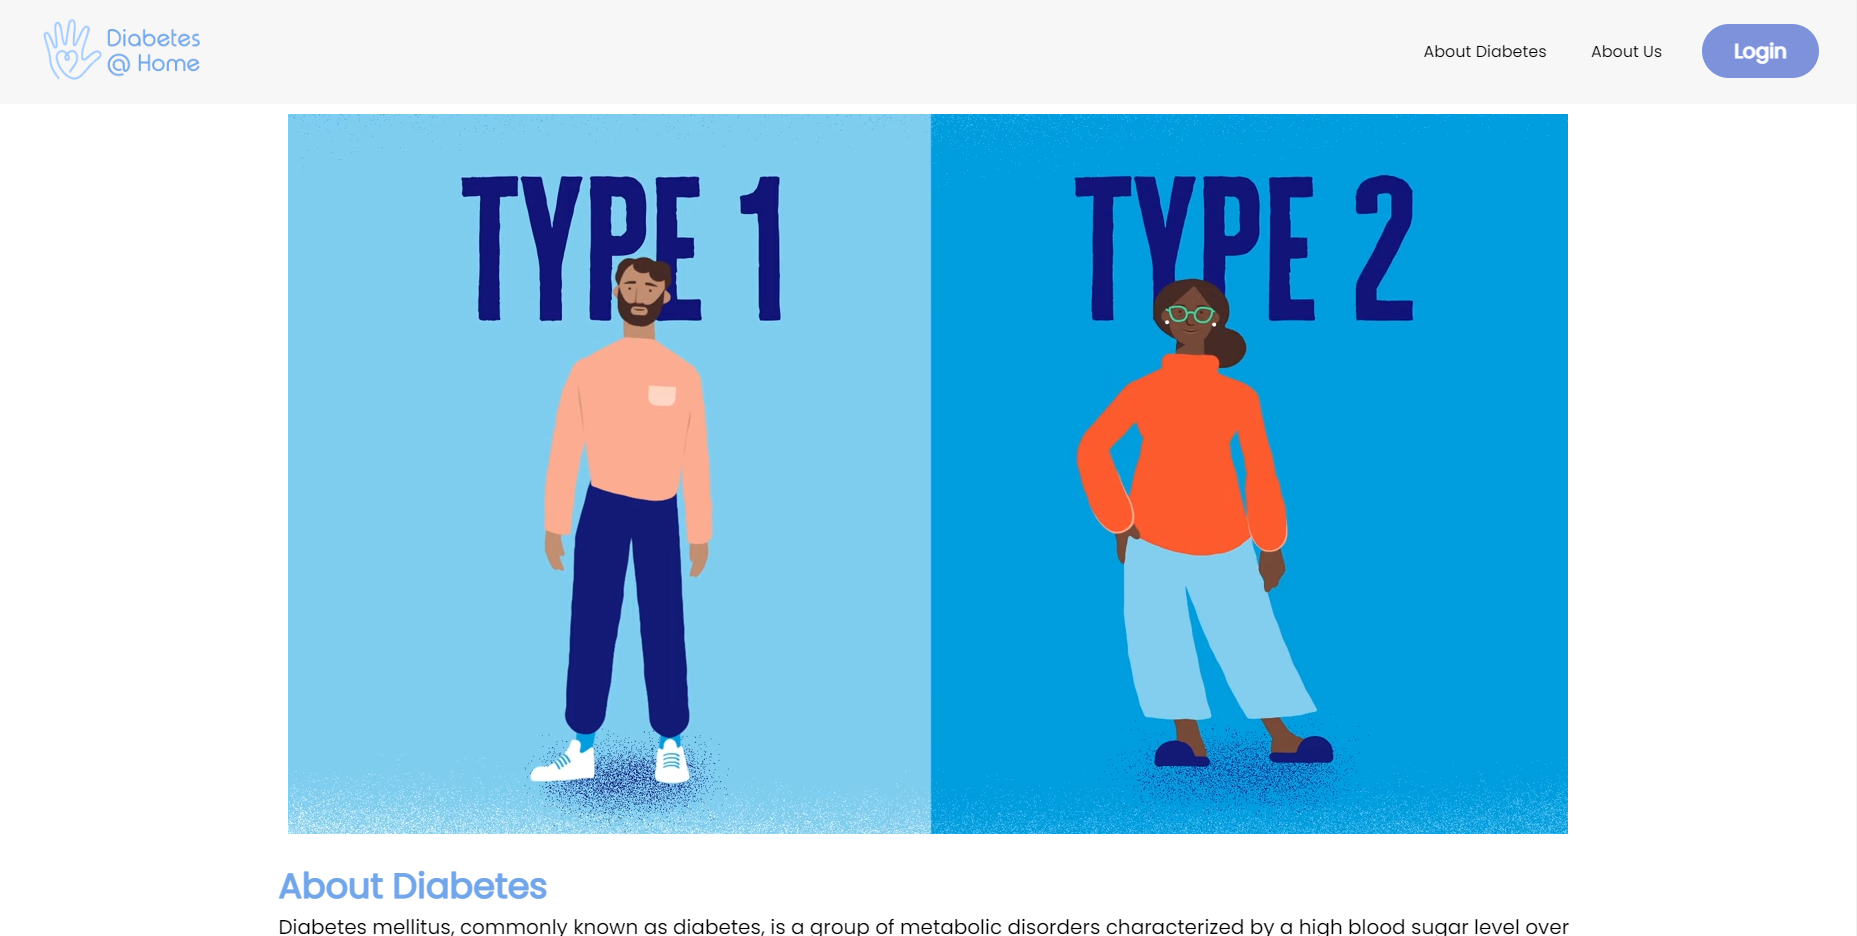 Diabetes
@ Home
About Diabetes
About Us
Login
TYPE 1
TYPE 2
About Diabetes
Diabetes mellitus, commonly known as diabetes, is a group of metabolic disorders characterized by a high blood sugar level over